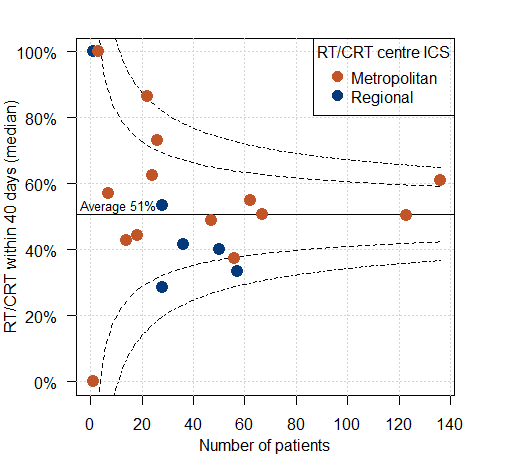 RT/CRT centre ICS
Metropolitan
Regional
RT/CRT within 40 days (median)
100%
80%
60%
40%
20%
0%
Average 51%
0 20 40 60 80 100 120 140
Number of patients